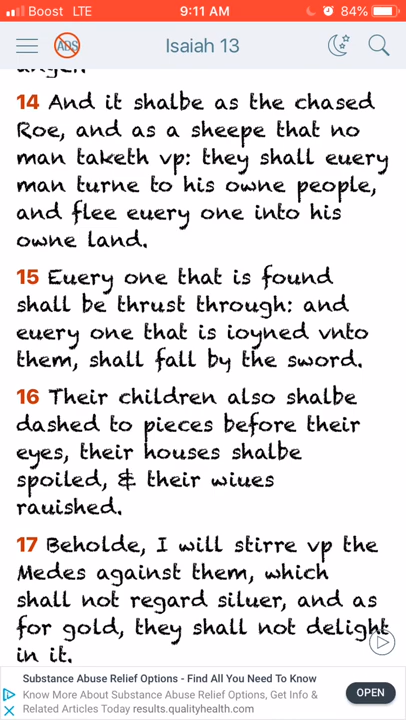 Boost LTE 9:11 AM 84%
ADS Isaiah 13
anger.
14 And it shalbe as the chased
Roe, and as a sheepe that no
man taketh vp: they shall euery
man turne to his owne people,
and flee euery one into his
owne land.
15 Euery one that is found
shall be thrust through: and
euery one that is ioyned vnto
them, shall fall by the sword.
16 Their children also shalbe
dashed to pieces before their
eyes, their houses shalbe
spoiled, & their wiues
rauished.
17 Beholde, I will stirre vp the
Medes against them, which
shall not regard siluer, and as
for gold, they shall not delight
in it.
Substance Abuse Relief Options - Find All You Need To Know
Know More About Substance Abuse Relief Options, Get Info &
Related Articles Today results.qualityhealth.com
OPEN